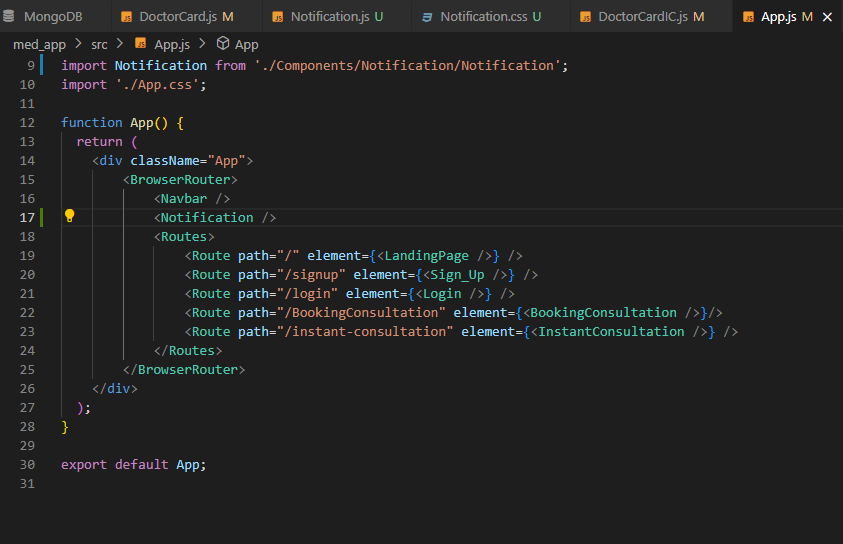 MongoDB DoctorCard.js M Notification.js U Notification.css U DoctorCardIC.js M App.js M
med_app > src > App.js > App
9 import Notification from './Components/Notification/Notification';
10 import './App.css';
11
12 function App() {
13 return (
14 <div className="App">
15 <BrowserRouter>
16 <Navbar />
17 <Notification />
18 <Routes>
19 <Route path="/" element={<LandingPage />} />
20 <Route path="/signup" element={<Sign_Up />} />
21 <Route path="/login" element={<Login />} />
22 <Route path="/BookingConsultation" element={<BookingConsultation />}/>
23 <Route path="/instant-consultation" element={<InstantConsultation />} />
24 </Routes>
25 </BrowserRouter>
26 </div>
27 );
28 }
29
30 export default App;
31